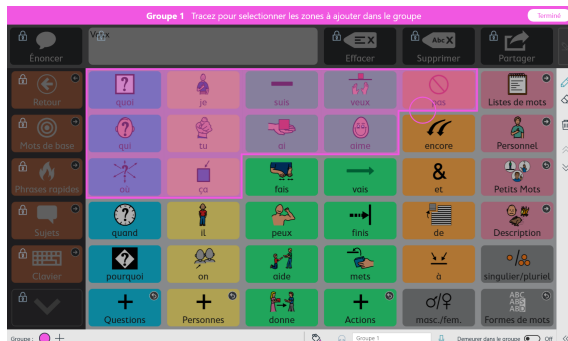 Groupe 1 Tracez pour selectionner les zones à ajouter dans le groupe
Terminé
Énoncer
Effacer
Abc X
Supprimer
Partager
Retour
quoi
je
suis
veux
pas
Listes de mots
Mots de base
qui
tu
ai
aime
encore
Personnel
Phrases rapides
où
ça
fais
vais
&
et
Petits Mots
Sujets
quand
il
peux
finis
de
Description
Clavier
pourquoi
on
aide
mets
à
singulier/pluriel
Questions
Personnes
donne
Actions
masc./fem.
Formes de mots
Groupe :
Groupe 1
Demeurer dans le groupe
Off